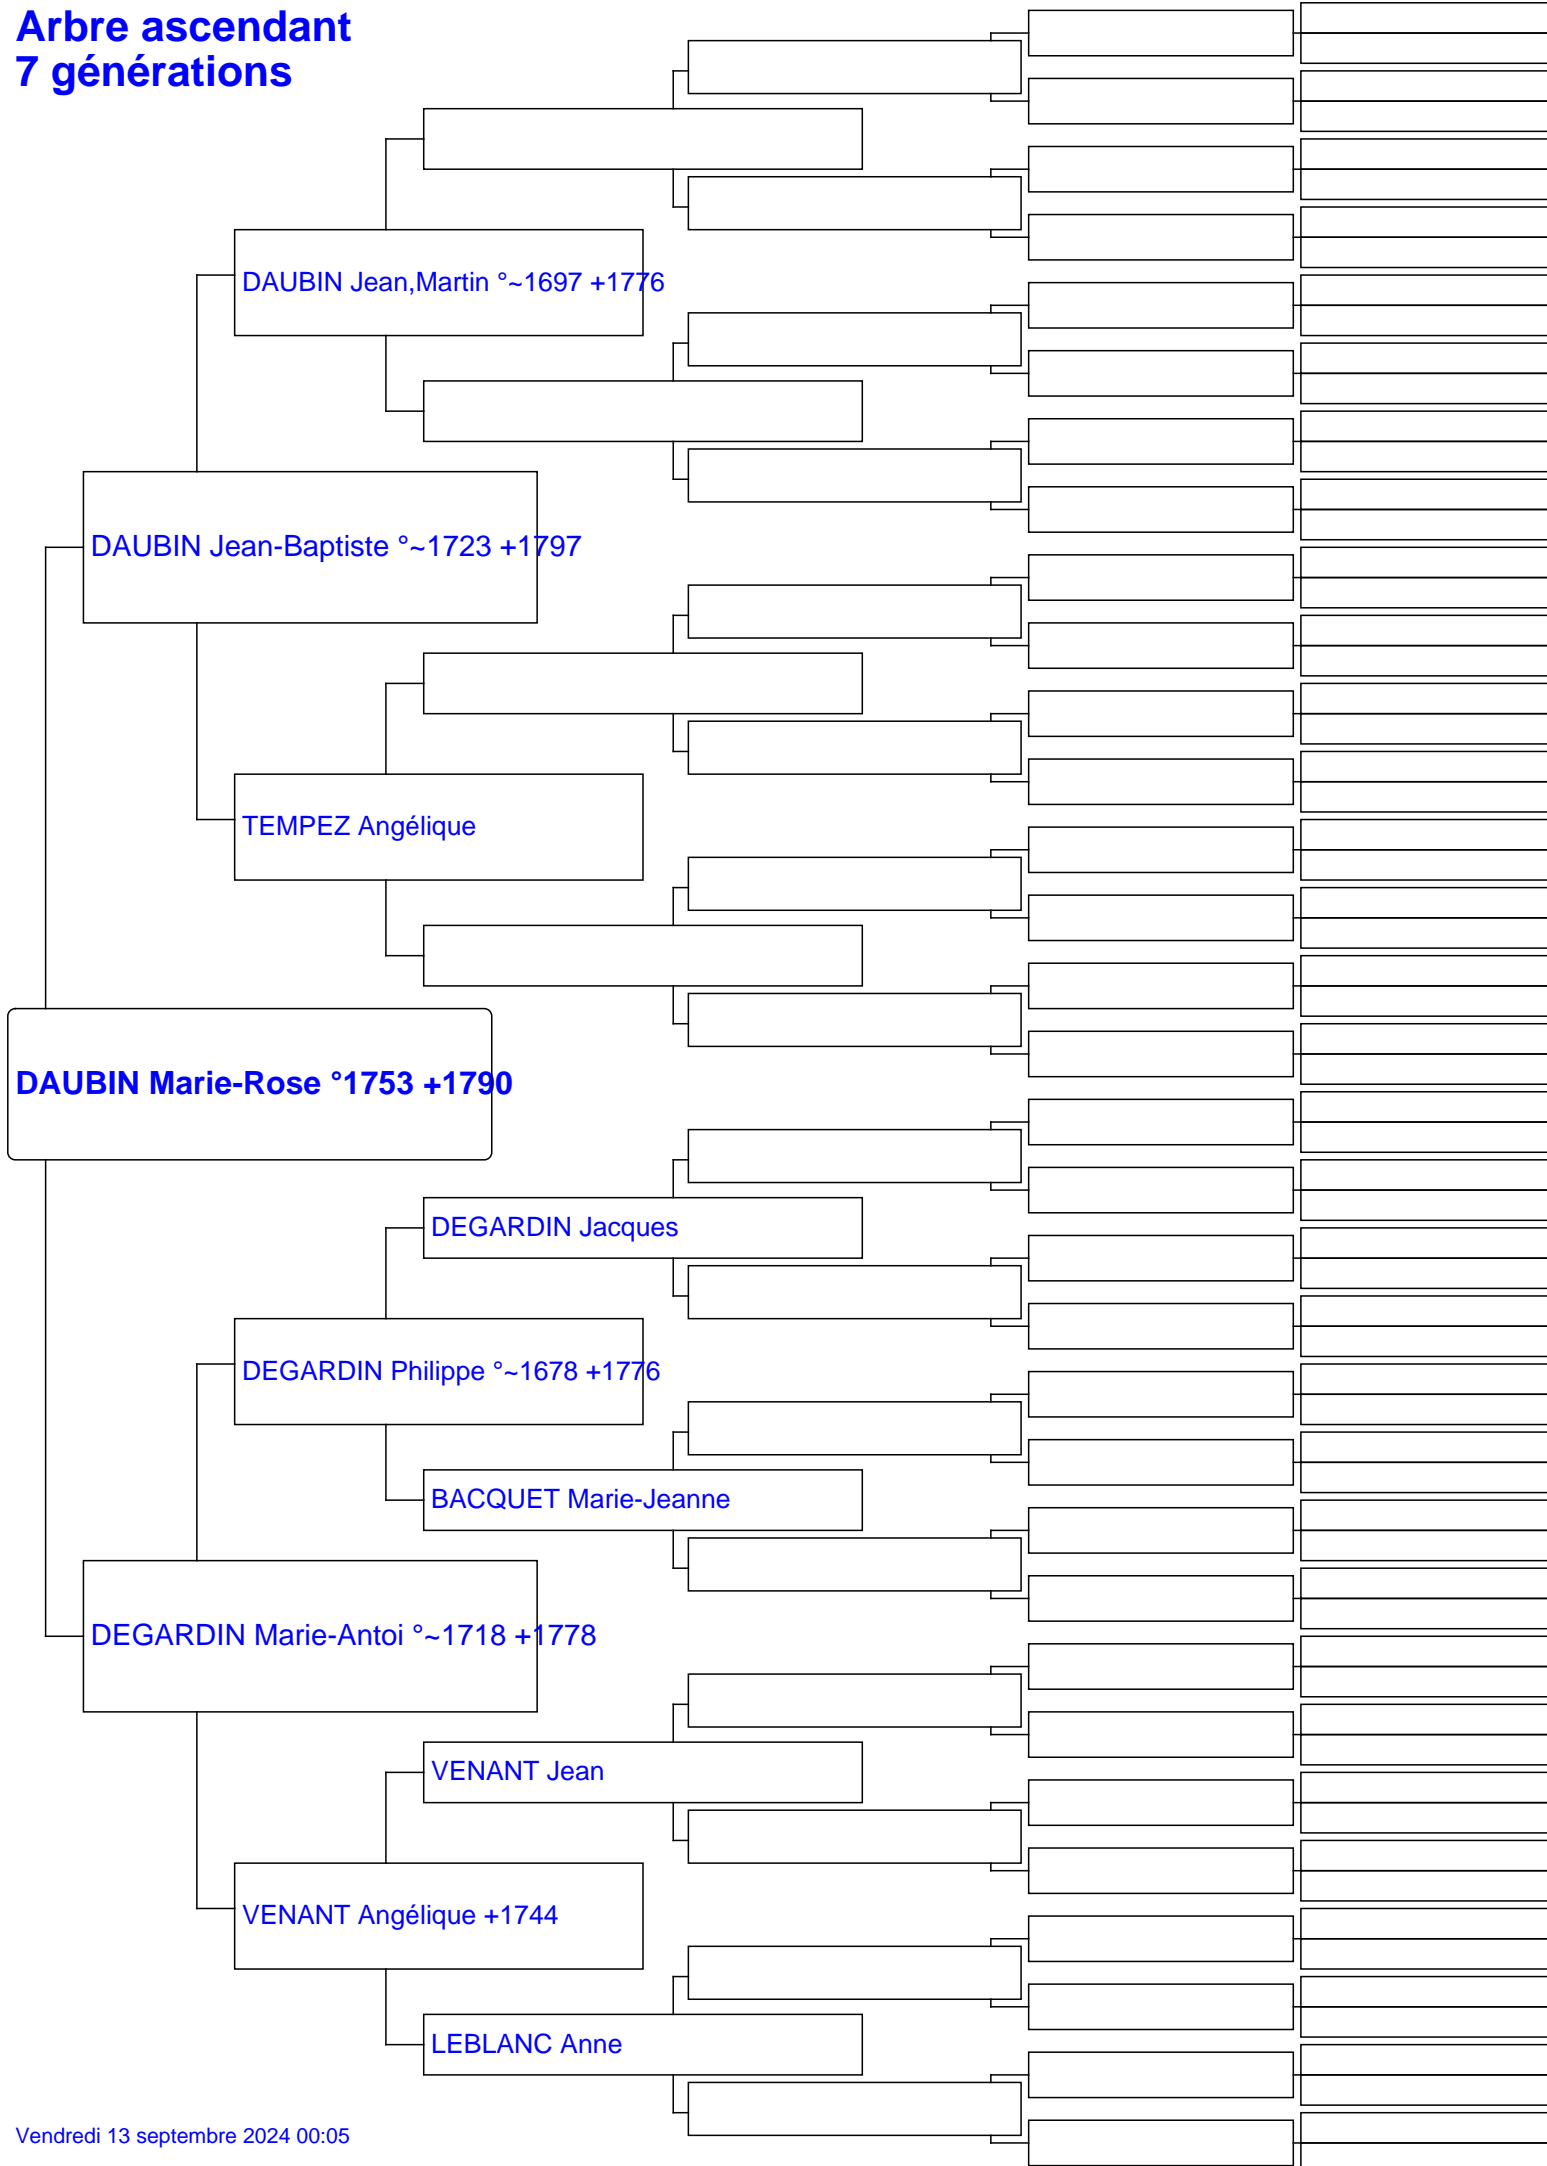 Arbre ascendant
7 générations
DAUBIN Jean,Martin °~1697 +1776
DAUBIN Jean-Baptiste °~1723 +1797
TEMPEZ Angélique
DAUBIN Marie-Rose °1753 +1790
DEGARDIN Jacques
DEGARDIN Philippe °~1678 +1776
BACQUET Marie-Jeanne
DEGARDIN Marie-Antoi °~1718 +1778
VENANT Jean
VENANT Angélique +1744
LEBLANC Anne
Vendredi 13 septembre 2024 00:05